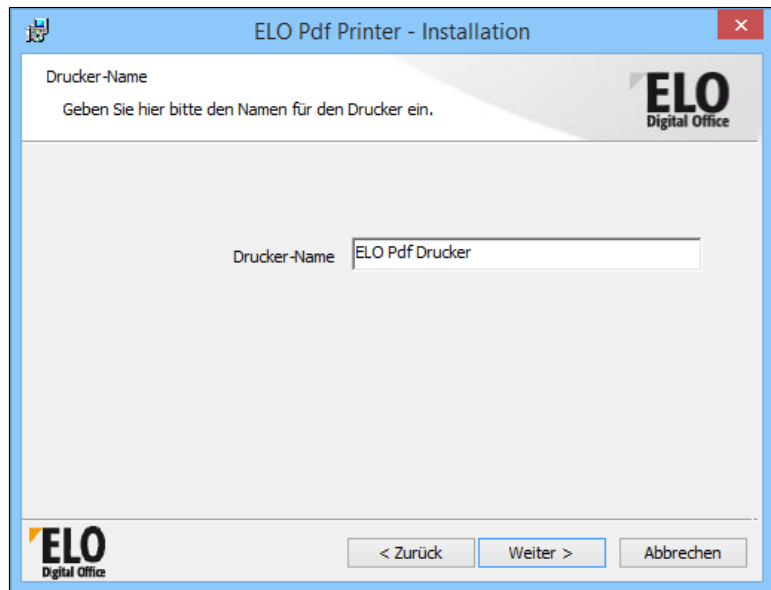 ELO Pdf Printer - Installation
Drucker-Name
Geben Sie hier bitte den Namen für den Drucker ein.
ELO
Digital Office
Drucker-Name
ELO Pdf Drucker
ELO
Digital Office
< Zurück
Weiter >
Abbrechen